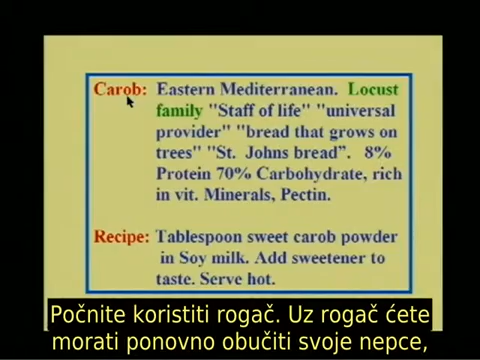 Carob: Eastern Mediterranean. Locust
family "Staff of life" "universal
provider" "bread that grows on
trees" "St. Johns bread”. 8%
Protein 70% Carbohydrate, rich
in vit. Minerals, Pectin.
Recipe: Tablespoon sweet carob powder
in Soy milk. Add sweetener to
taste. Serve hot.
Počnite koristiti rogač. Uz rogač ćete
morati ponovno obučiti svoje nepce,